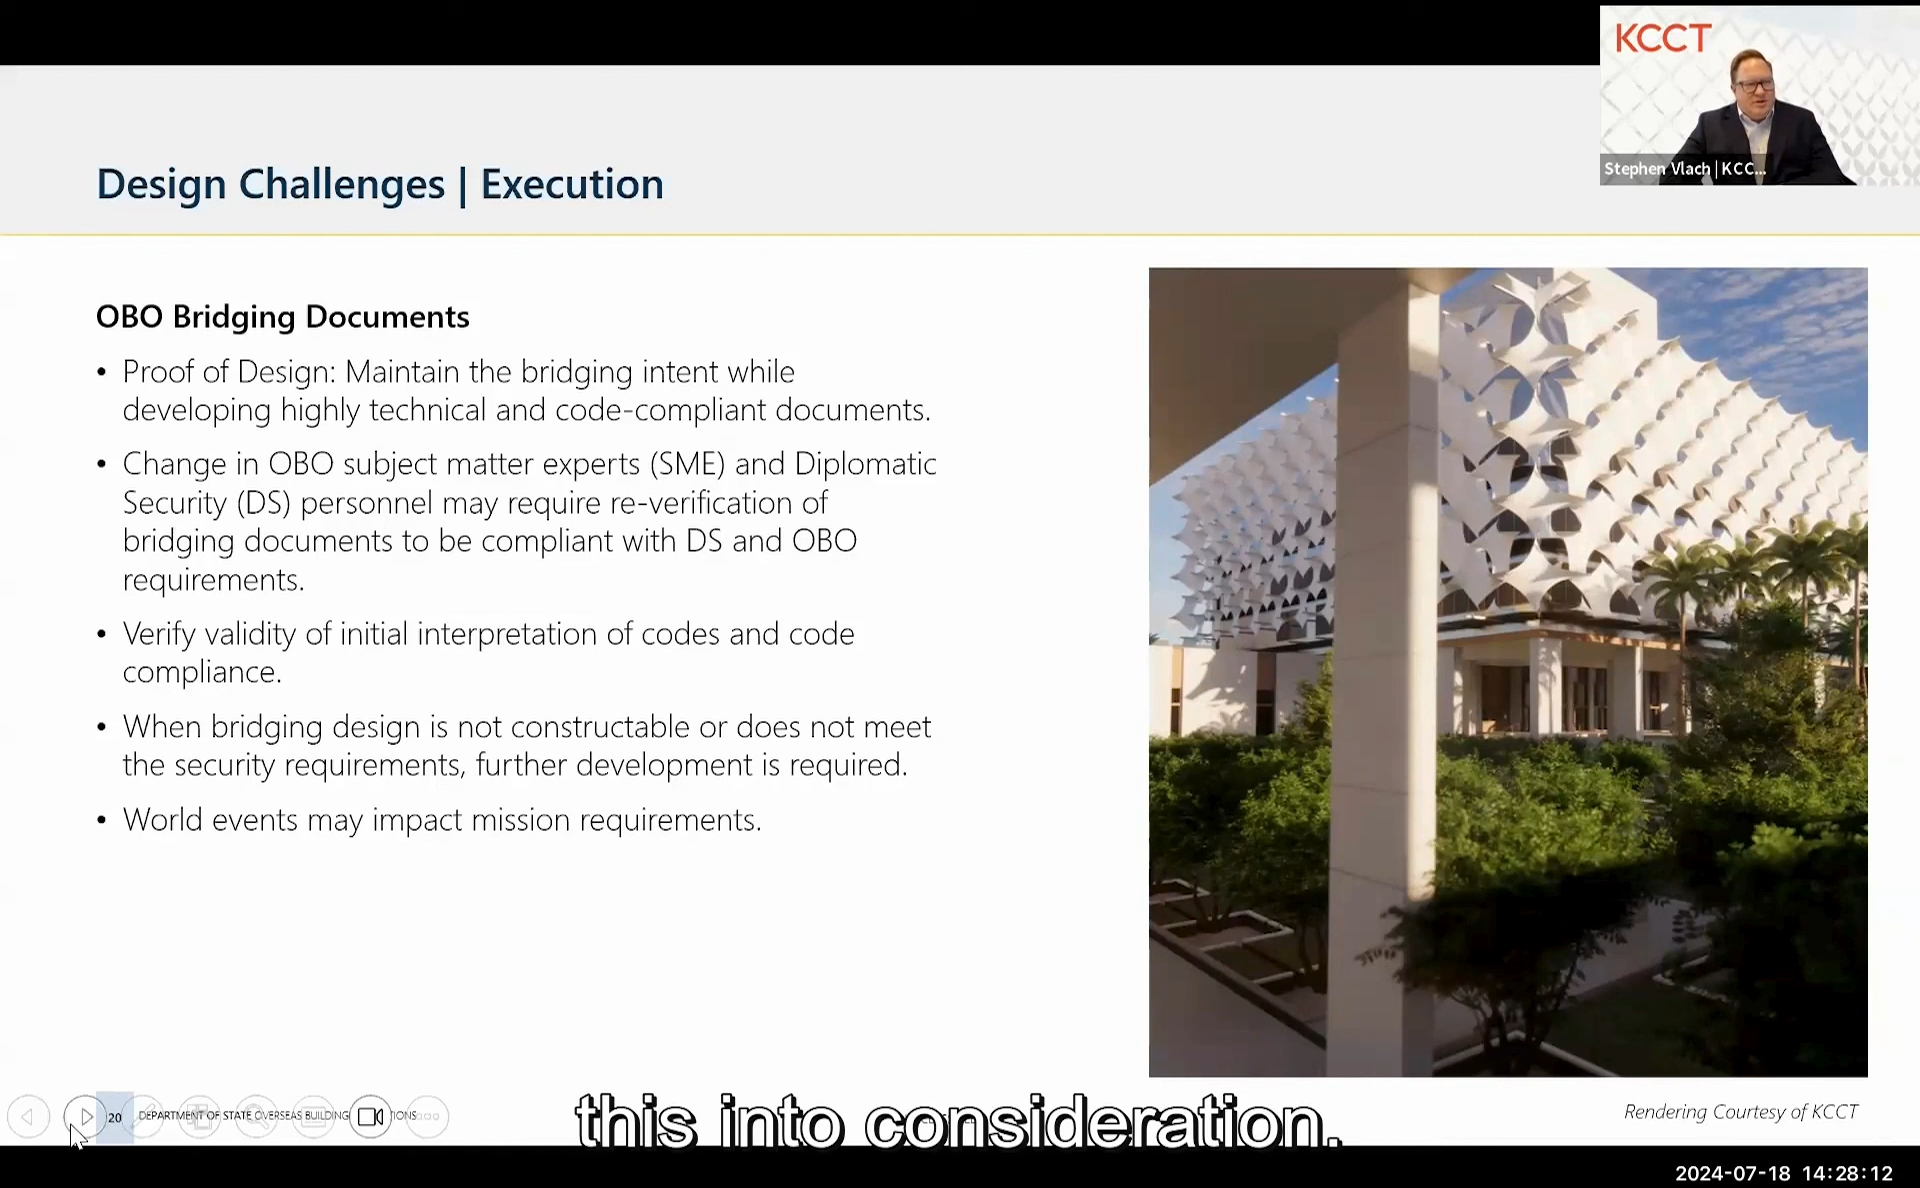 KCCT
Stephen Vlach | KCC...
Design Challenges | Execution
OBO Bridging Documents
• Proof of Design: Maintain the bridging intent while
developing highly technical and code-compliant documents.
• Change in OBO subject matter experts (SME) and Diplomatic
Security (DS) personnel may require re-verification of
bridging documents to be compliant with DS and OBO
requirements.
• Verify validity of initial interpretation of codes and code
compliance.
• When bridging design is not constructable or does not meet
the security requirements, further development is required.
• World events may impact mission requirements.
20 DEPARTMENT OF STATE OVERSEAS BUILDING
this into consideration.
Rendering Courtesy of KCCT
2024-07-18 14:28:12